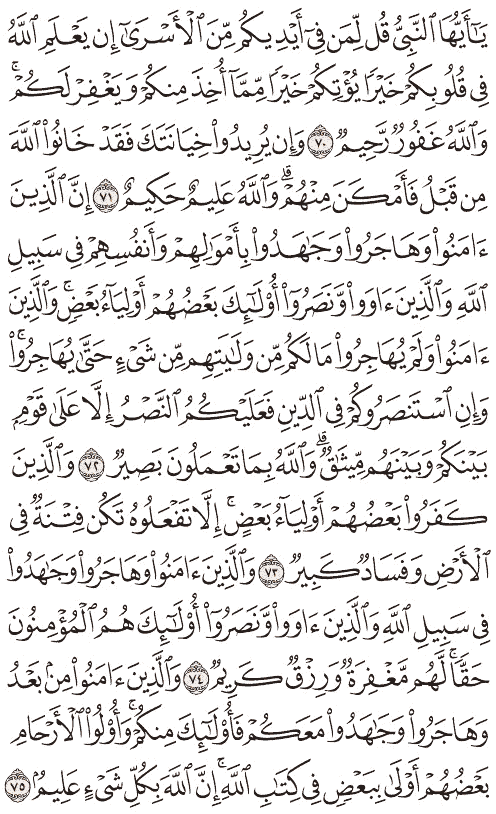 يَـٰٓأَيُّهَا ٱلنَّبِىُّ قُل لِّمَن فِىٓ أَيْدِيكُم مِّنَ ٱلْأَسْرَىٰٓ إِن يَعْلَمِ ٱللَّهُ
فِى قُلُوبِكُمْ خَيْرًا يُؤْتِكُمْ خَيْرًا مِّمَّآ أُخِذَ مِنكُمْ وَيَغْفِرْ لَكُمْ ۗ
وَٱللَّهُ غَفُورٌ رَّحِيمٌ ﴿٧٠﴾ وَإِن يُرِيدُوا۟ خِيَانَتَكَ فَقَدْ خَانُوا۟ ٱللَّهَ
مِن قَبْلُ فَأَمْكَنَ مِنْهُمْ ۗ وَٱللَّهُ عَلِيمٌ حَكِيمٌ ﴿٧١﴾ إِنَّ ٱلَّذِينَ
ءَامَنُوا۟ وَهَاجَرُوا۟ وَجَـٰهَدُوا۟ بِأَمْوَٰلِهِمْ وَأَنفُسِهِمْ فِى سَبِيلِ
ٱللَّهِ وَٱلَّذِينَ ءَاوَوا۟ وَّنَصَرُوٓا۟ أُو۟لَـٰٓئِكَ بَعْضُهُمْ أَوْلِيَآءُ بَعْضٍ ۚ وَٱلَّذِينَ
ءَامَنُوا۟ وَلَمْ يُهَاجِرُوا۟ مَا لَكُم مِّن وَلَـٰيَتِهِم مِّن شَىْءٍ حَتَّىٰ يُهَاجِرُوا۟ ۚ
وَإِنِ ٱسْتَنصَرُوكُمْ فِى ٱلدِّينِ فَعَلَيْكُمُ ٱلنَّصْرُ إِلَّا عَلَىٰ قَوْمٍۭ
بَيْنَكُمْ وَبَيْنَهُم مِّيثَـٰقٌ ۗ وَٱللَّهُ بِمَا تَعْمَلُونَ بَصِيرٌ ﴿٧٢﴾ وَٱلَّذِينَ
كَفَرُوا۟ بَعْضُهُمْ أَوْلِيَآءُ بَعْضٍ ۚ إِلَّا تَفْعَلُوهُ تَكُن فِتْنَةٌ فِى
ٱلْأَرْضِ وَفَسَادٌ كَبِيرٌ ﴿٧٣﴾ وَٱلَّذِينَ ءَامَنُوا۟ وَهَاجَرُوا۟ وَجَـٰهَدُوا۟
فِى سَبِيلِ ٱللَّهِ وَٱلَّذِينَ ءَاوَوا۟ وَّنَصَرُوٓا۟ أُو۟لَـٰٓئِكَ هُمُ ٱلْمُؤْمِنُونَ
حَقًّا ۚ لَّهُم مَّغْفِرَةٌ وَرِزْقٌ كَرِيمٌ ﴿٧٤﴾ وَٱلَّذِينَ ءَامَنُوا۟ مِنۢ بَعْدُ
وَهَاجَرُوا۟ وَجَـٰهَدُوا۟ مَعَكُمْ فَأُو۟لَـٰٓئِكَ مِنكُمْ ۚ وَأُو۟لُوا۟ ٱلْأَرْحَامِ
بَعْضُهُمْ أَوْلَىٰ بِبَعْضٍ فِى كِتَـٰبِ ٱللَّهِ ۗ إِنَّ ٱللَّهَ بِكُلِّ شَىْءٍ عَلِيمٌۢ ﴿٧٥﴾